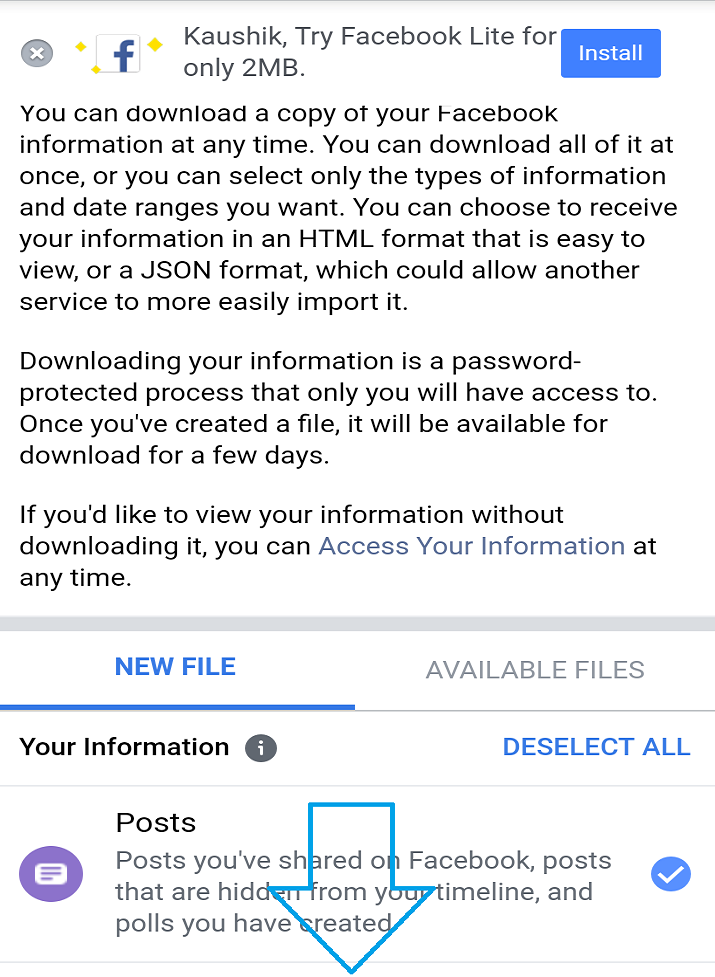 Kaushik, Try Facebook Lite for
only 2MB.
Install
You can download a copy of your Facebook
information at any time. You can download all of it at
once, or you can select only the types of information
and date ranges you want. You can choose to receive
your information in an HTML format that is easy to
view, or a JSON format, which could allow another
service to more easily import it.
Downloading your information is a password-
protected process that only you will have access to.
Once you've created a file, it will be available for
download for a few days.
If you'd like to view your information without
downloading it, you can Access Your Information at
any time.
NEW FILE
AVAILABLE FILES
Your Information
DESELECT ALL
Posts
Posts you've shared on Facebook, posts
that are hidden from your timeline, and
polls you have created.